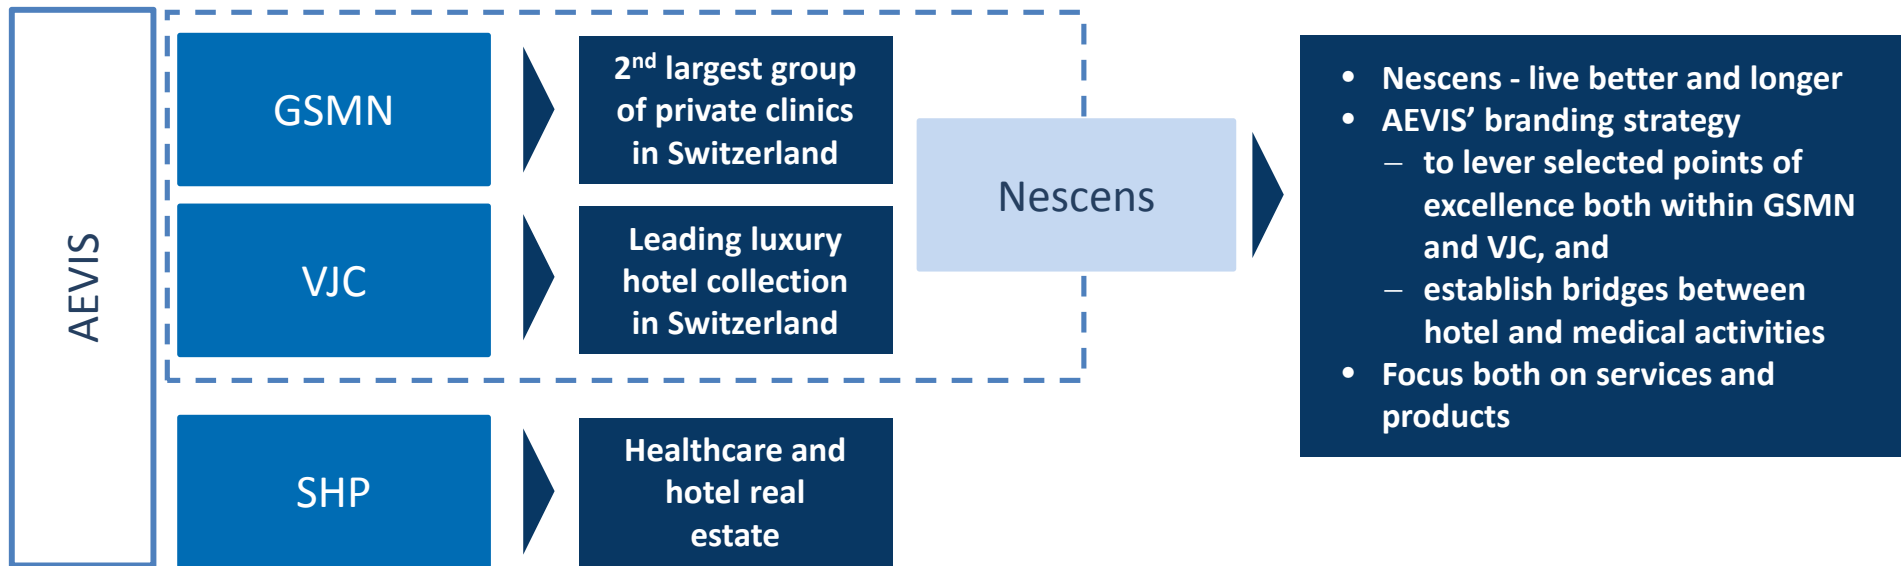 AEVIS
GSMN
2nd largest group
of private clinics
in Switzerland
VJC
Leading luxury
hotel collection
in Switzerland
SHP
Healthcare and
hotel real
estate
Nescens
• Nescens - live better and longer
• AEVIS’ branding strategy
– to lever selected points of
excellence both within GSMN
and VJC, and
– establish bridges between
hotel and medical activities
• Focus both on services and
products